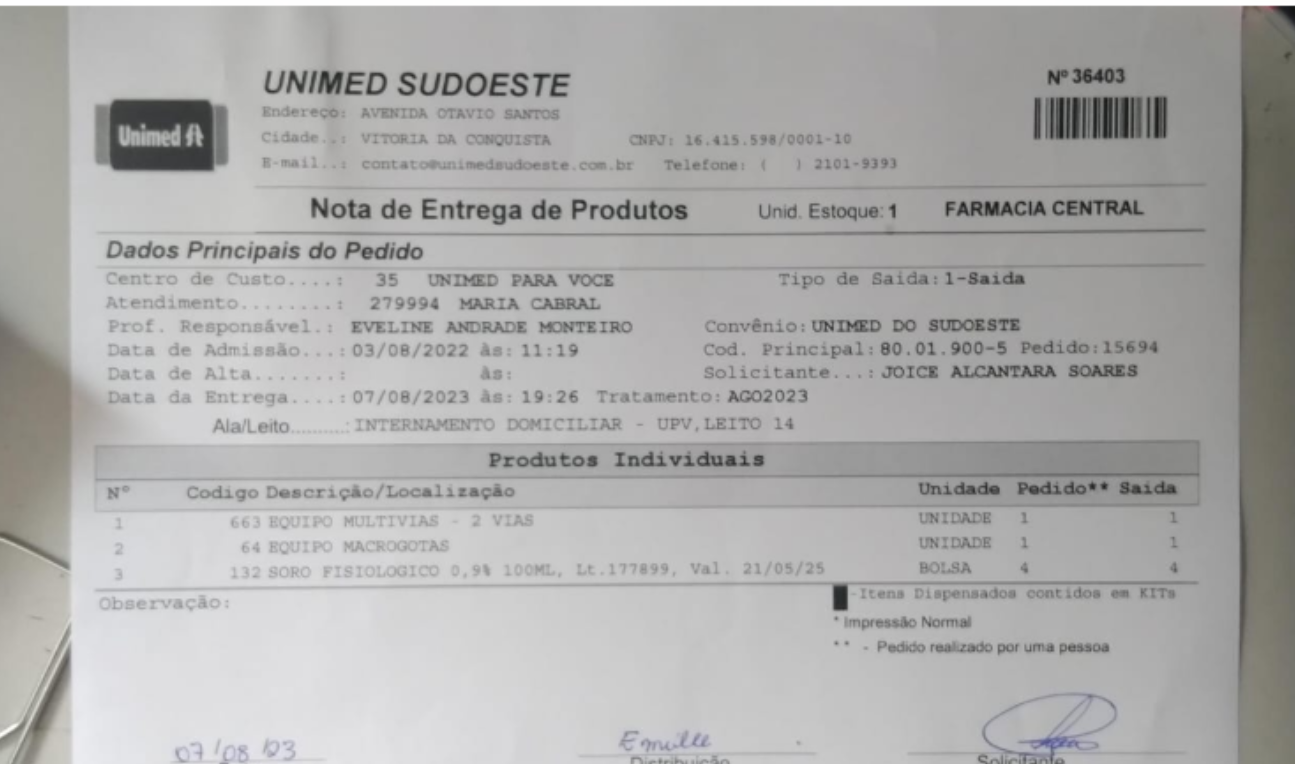 UNIMED SUDOESTE
Nº 36403
Unimed
Endereço: AVENIDA OTAVIO SANTOS
Cidade..: VITORIA DA CONQUISTA CNPJ: 16.415.598/0001-10
E-mail..: contato@unimedsudoeste.com.br Telefone: ( ) 2101-9393
Nota de Entrega de Produtos Unid. Estoque: 1 FARMACIA CENTRAL
Dados Principais do Pedido
Centro de Custo....: 35 UNIMED PARA VOCE Tipo de Saida: 1-Saida
Atendimento.........: 279994 MARIA CABRAL
Prof. Responsável.: EVELINE ANDRADE MONTEIRO Convênio: UNIMED DO SUDOESTE
Data de Admissão...: 03/08/2022 às: 11:19 Cod. Principal: 80.01.900-5 Pedido: 15694
Data de Alta.......: às: Solicitante...: JOICE ALCANTARA SOARES
Data da Entrega....: 07/08/2023 às: 19:26 Tratamento: AGO2023
Ala/Leito..........: INTERNAMENTO DOMICILIAR - UPV, LEITO 14
Produtos Individuais
Nº Codigo Descrição/Localização Unidade Pedido** Saida
1 663 EQUIPO MULTIVIAS - 2 VIAS UNIDADE 1 1
2 64 EQUIPO MACROGOTAS UNIDADE 1 1
3 132 SORO FISIOLOGICO 0,9% 100ML, Lt.177899, Val. 21/05/25 BOLSA 4 4
Observação:
-Itens Dispensados contidos em KITs
* Impressão Normal
** - Pedido realizado por uma pessoa
07/08/23 Emille
Distribuição Solicitante